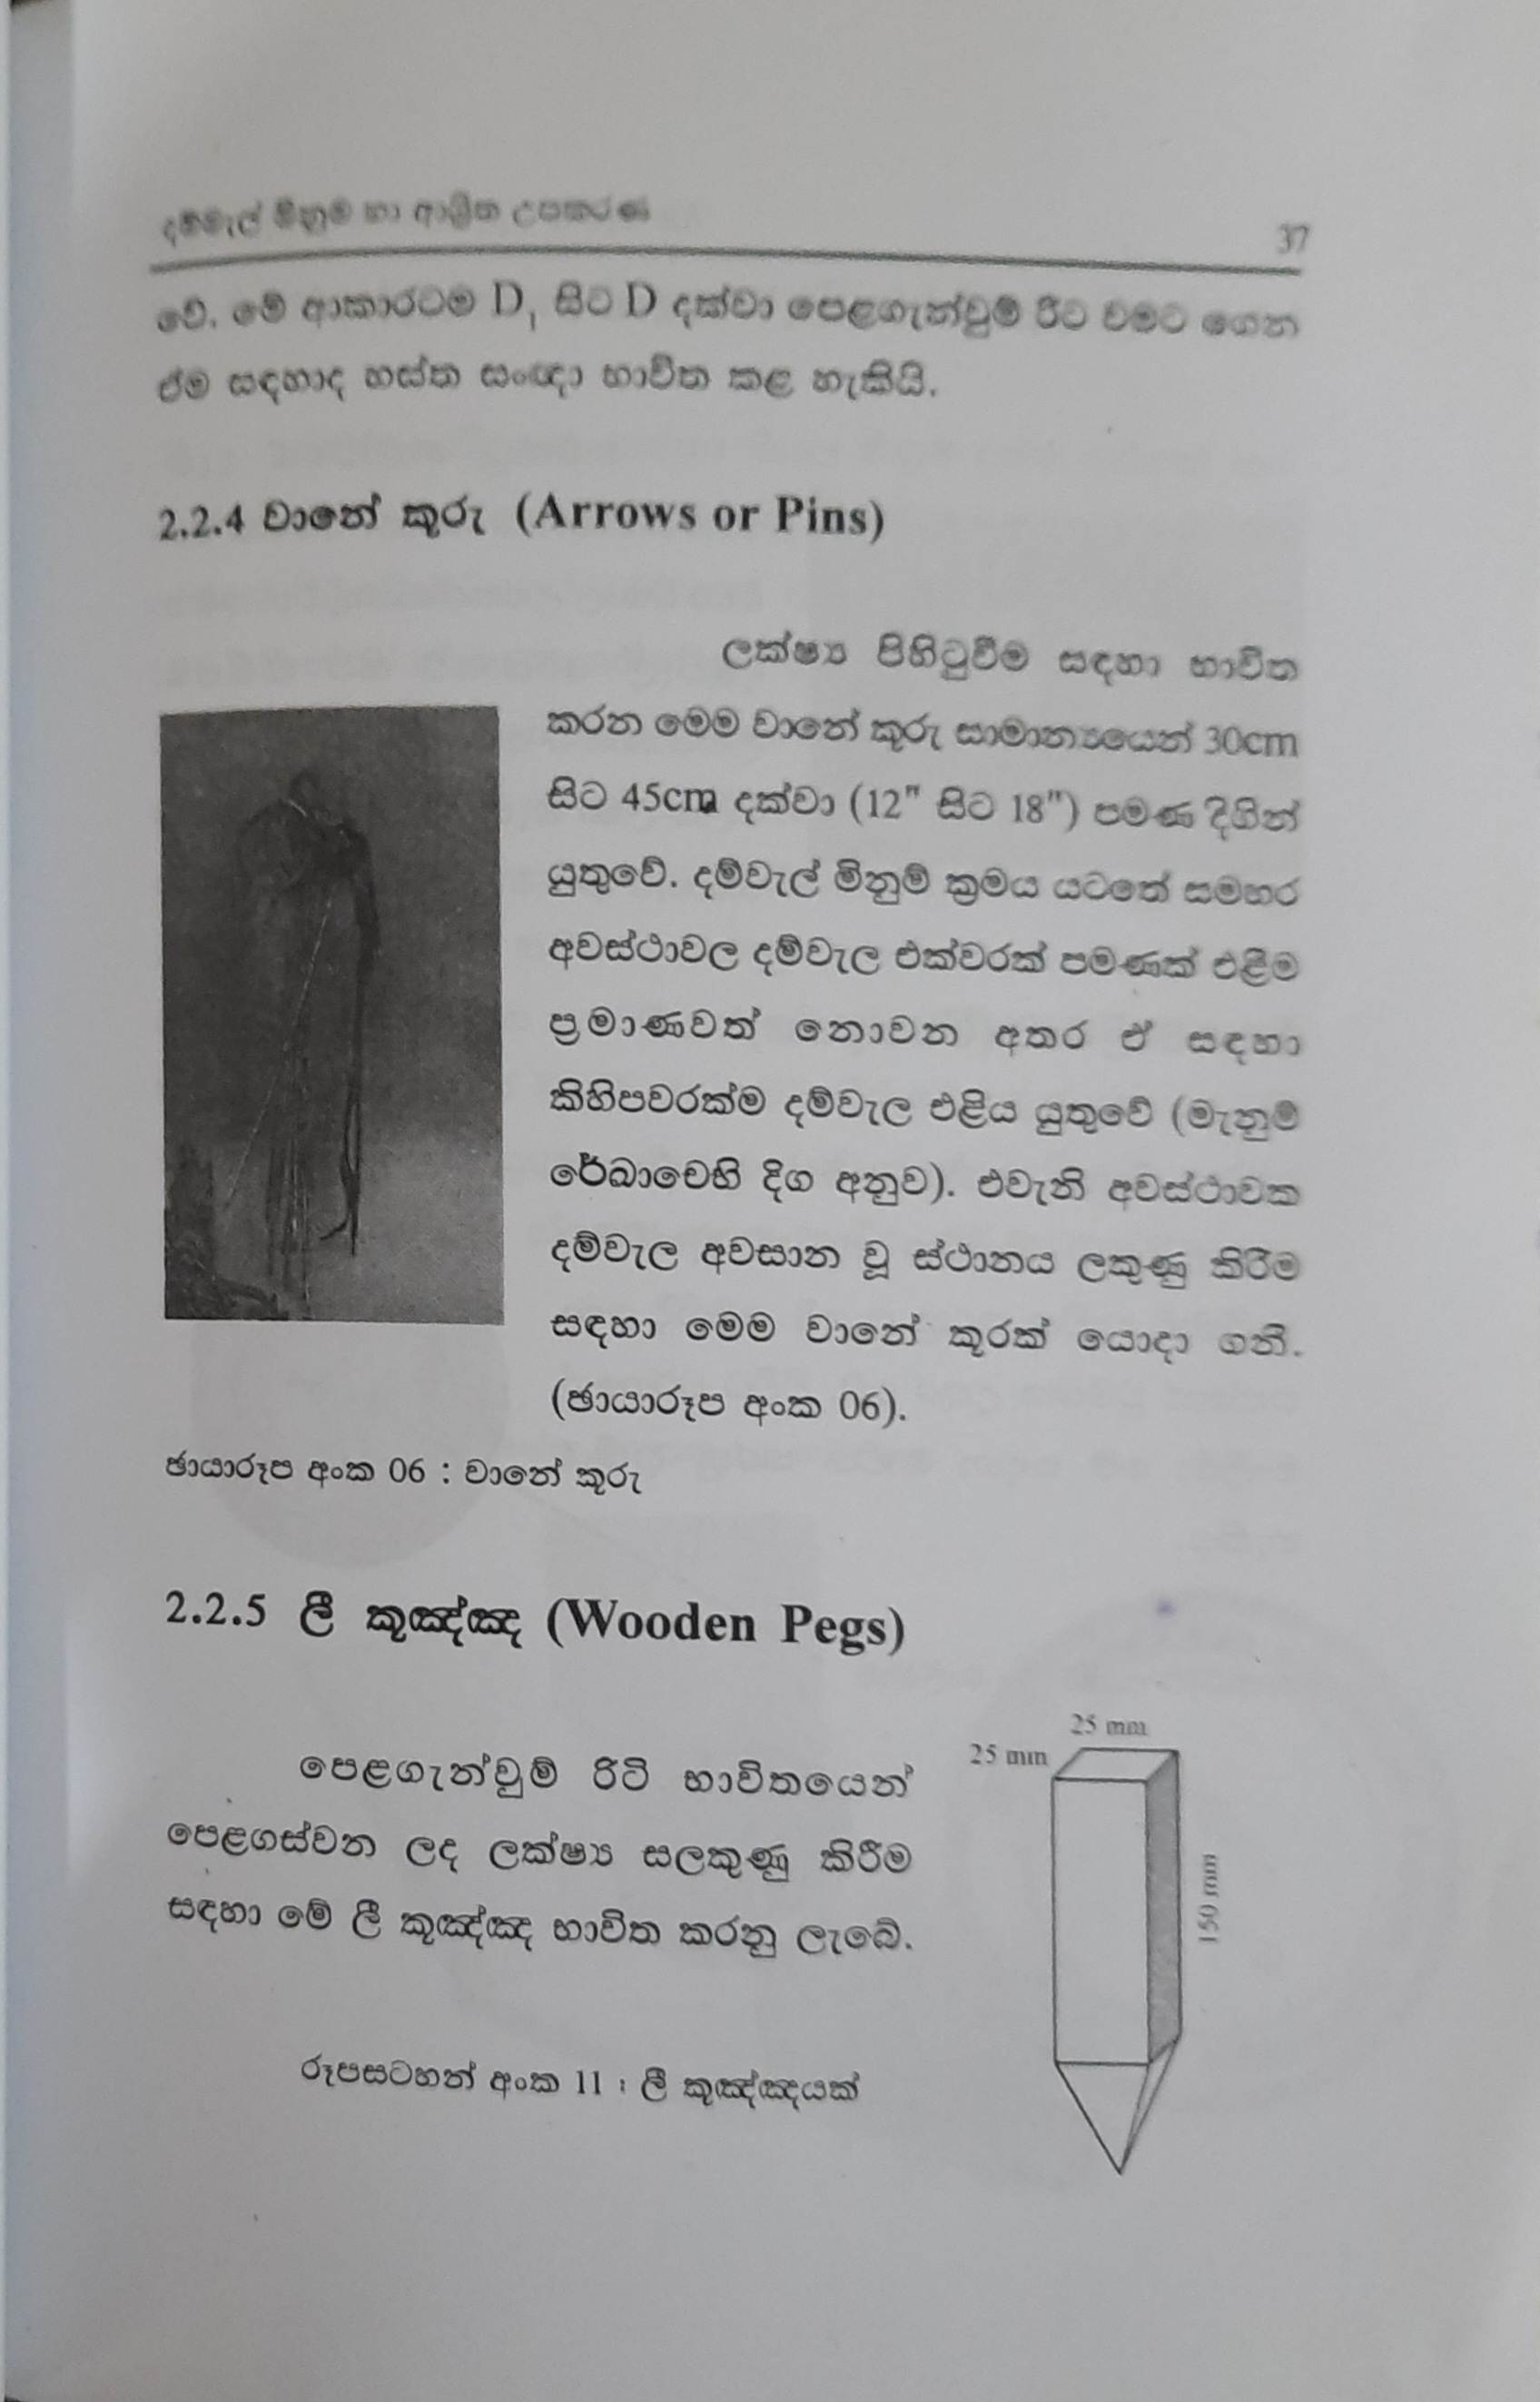 දම්වැල් මිනුම හා ආශ්‍රිත උපකරණ
37
වේ. මේ ආකාරටම D₁ සිට D දක්වා පෙළගැන්වුම් රිට වමට ගෙන
ඒම සඳහාද හස්ත සංඥා භාවිත කළ හැකියි.
2.2.4 වානේ කූරු (Arrows or Pins)
ලක්ෂ්‍ය පිහිටුවීම සඳහා භාවිත
කරන මෙම වානේ කූරු සාමාන්‍යයෙන් 30cm
සිට 45cm දක්වා (12" සිට 18") පමණ දිගින්
යුතුවේ. දම්වැල් මිනුම් ක්‍රමය යටතේ සමහර
අවස්ථාවල දම්වැල එක්වරක් පමණක් එළීම
ප්‍රමාණවත් නොවන අතර ඒ සඳහා
කිහිපවරක්ම දම්වැල එළිය යුතුවේ (මැනුම්
රේඛාවෙහි දිග අනුව). එවැනි අවස්ථාවක
දම්වැල අවසාන වූ ස්ථානය ලකුණු කිරීම
සඳහා මෙම වානේ කූරක් යොදා ගනී.
(ඡායාරූප අංක 06).
ඡායාරූප අංක 06 : වානේ කූරු
2.2.5 ලී කූඤ්ඤ (Wooden Pegs)
25 mm
25 mm
පෙළගැන්වුම් රිටි භාවිතයෙන්
පෙළගස්වන ලද ලක්ෂ්‍ය සලකුණු කිරීම
සඳහා මේ ලී කූඤ්ඤ භාවිත කරනු ලැබේ.
150 mm
රූපසටහන් අංක 11 : ලී කූඤ්ඤයක්